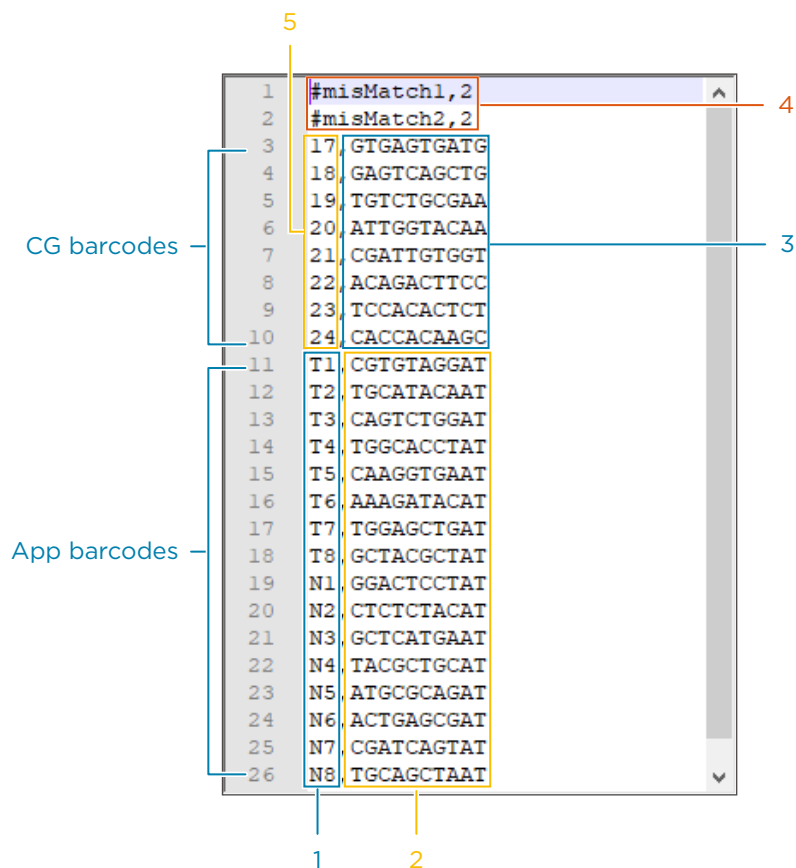 5
1 #misMatch1,2
4
2 #misMatch2,2
3 17,GTGAGTGATG
4 18,GAGTCAGCTG
5 19,TGTCTGCGAA
6 20,ATTGGTACAA
CG barcodes
3
7 21,CGATTGTGGT
8 22,ACAGACTTCC
9 23,TCCACACTCT
10 24,CACCACAAGC
11 T1,CGTGTAGGAT
12 T2,TGCATACAAT
13 T3,CAGTCTGGAT
14 T4,TGGCACCTAT
15 T5,CAAGGTGAAT
16 T6,AAAGATACAT
17 T7,TGGAGCTGAT
App barcodes
18 T8,GCTACGCTAT
19 N1,GGACTCCTAT
20 N2,CTCTCTACAT
21 N3,GCTCATGAAT
22 N4,TACGCTGCAT
23 N5,ATGCGCAGAT
24 N6,ACTGAGCGAT
25 N7,CGATCAGTAT
26 N8,TGCAGCTAAT
1
2